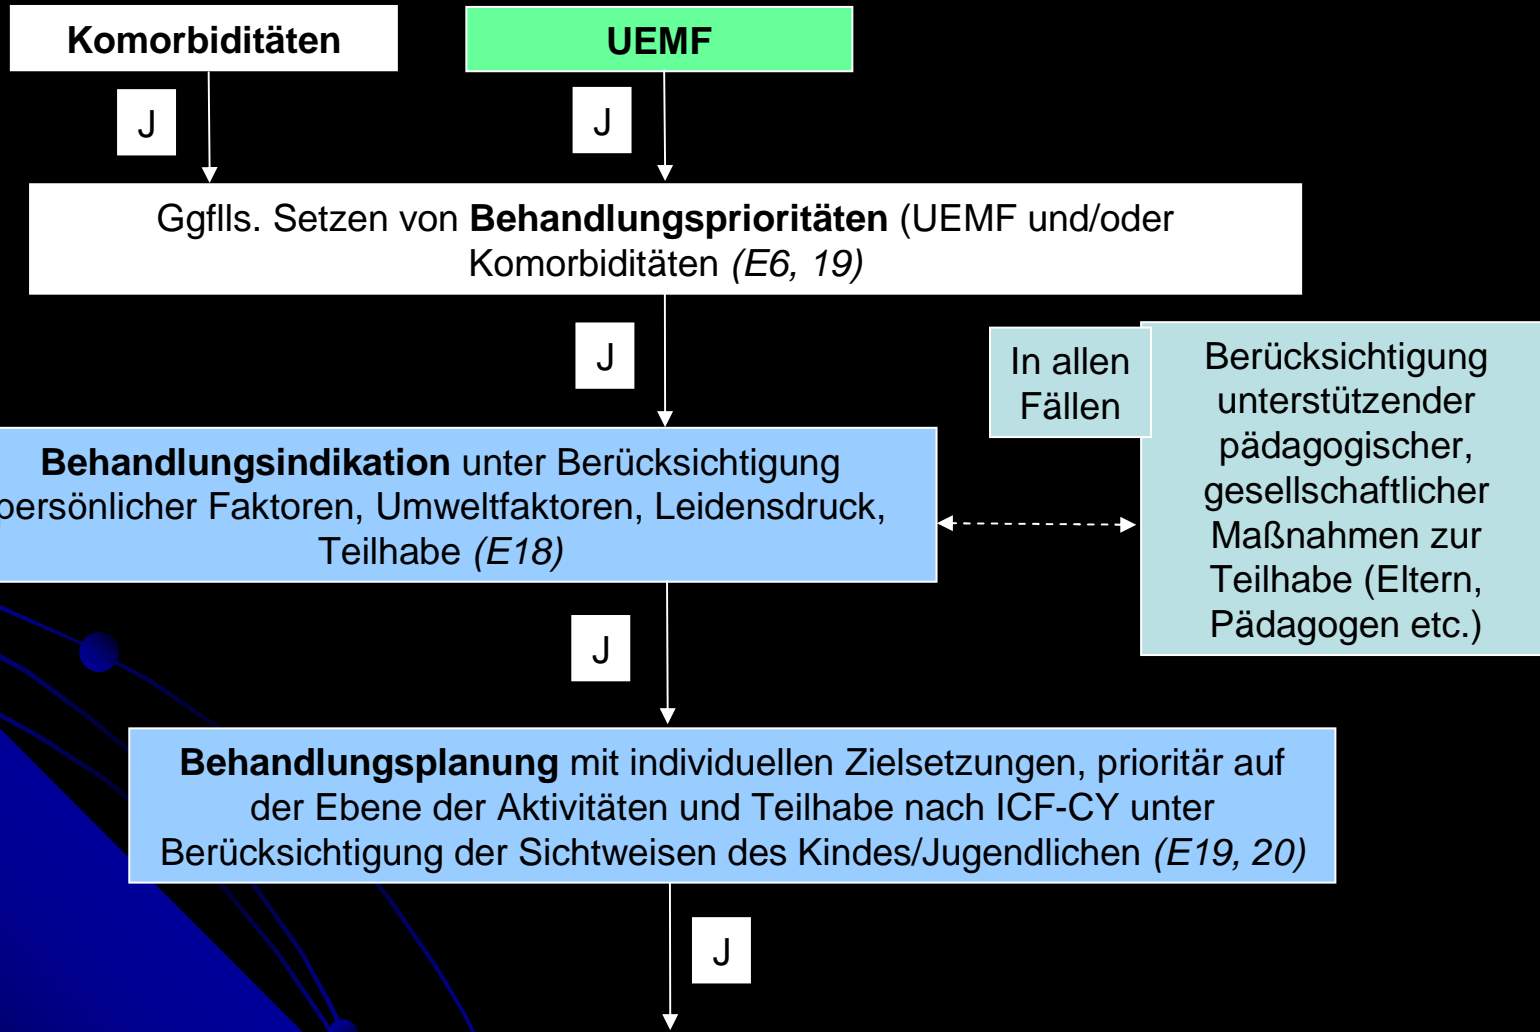 Komorbiditäten
UEMF
J
J
Ggflls. Setzen von Behandlungsprioritäten (UEMF und/oder
Komorbiditäten (E6, 19)
J
In allen
Fällen
Berücksichtigung
unterstützender
pädagogischer,
gesellschaftlicher
Maßnahmen zur
Teilhabe (Eltern,
Pädagogen etc.)
Behandlungsindikation unter Berücksichtigung
persönlicher Faktoren, Umweltfaktoren, Leidensdruck,
Teilhabe (E18)
J
Behandlungsplanung mit individuellen Zielsetzungen, prioritär auf
der Ebene der Aktivitäten und Teilhabe nach ICF-CY unter
Berücksichtigung der Sichtweisen des Kindes/Jugendlichen (E19, 20)
J